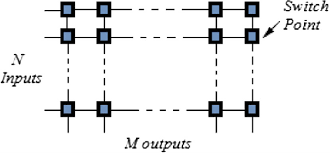 Switch
Point
N
Inputs
M outputs